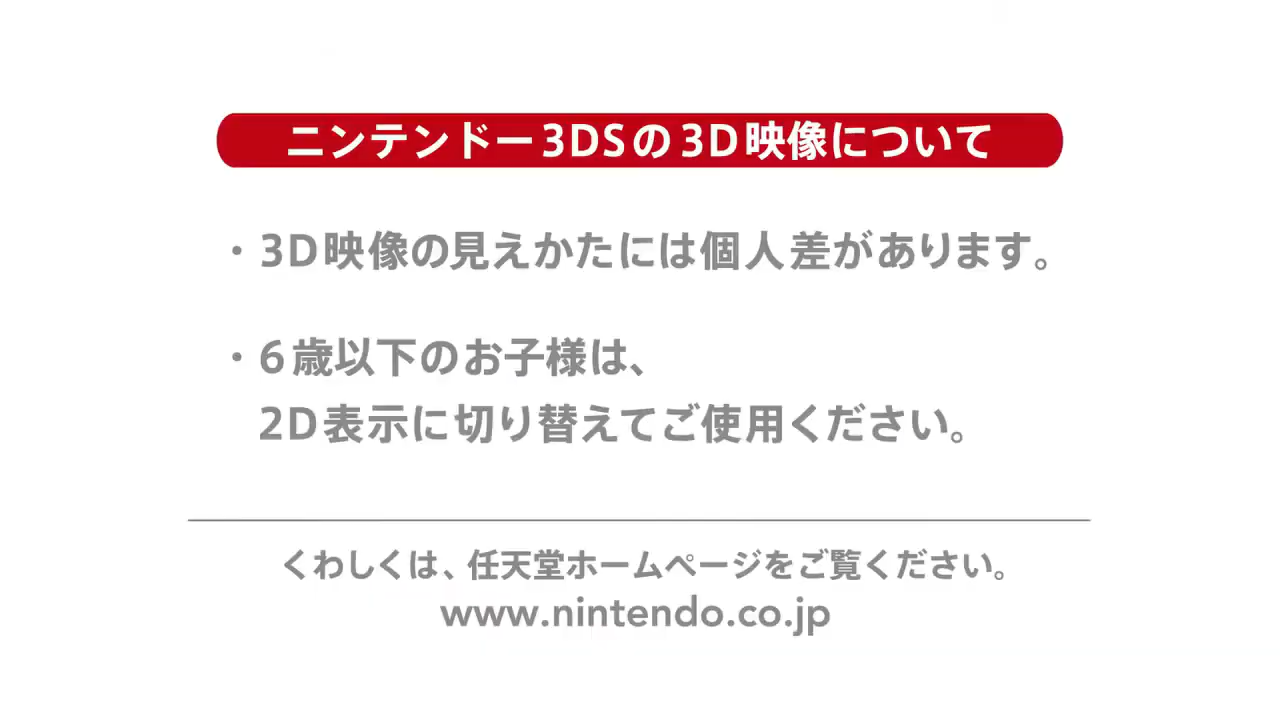 ニンテンドー3DSの3D映像について
・3D映像の見えかたには個人差があります。
・6歳以下のお子様は、
2D表示に切り替えてご使用ください。
くわしくは、任天堂ホームページをご覧ください。
www.nintendo.co.jp